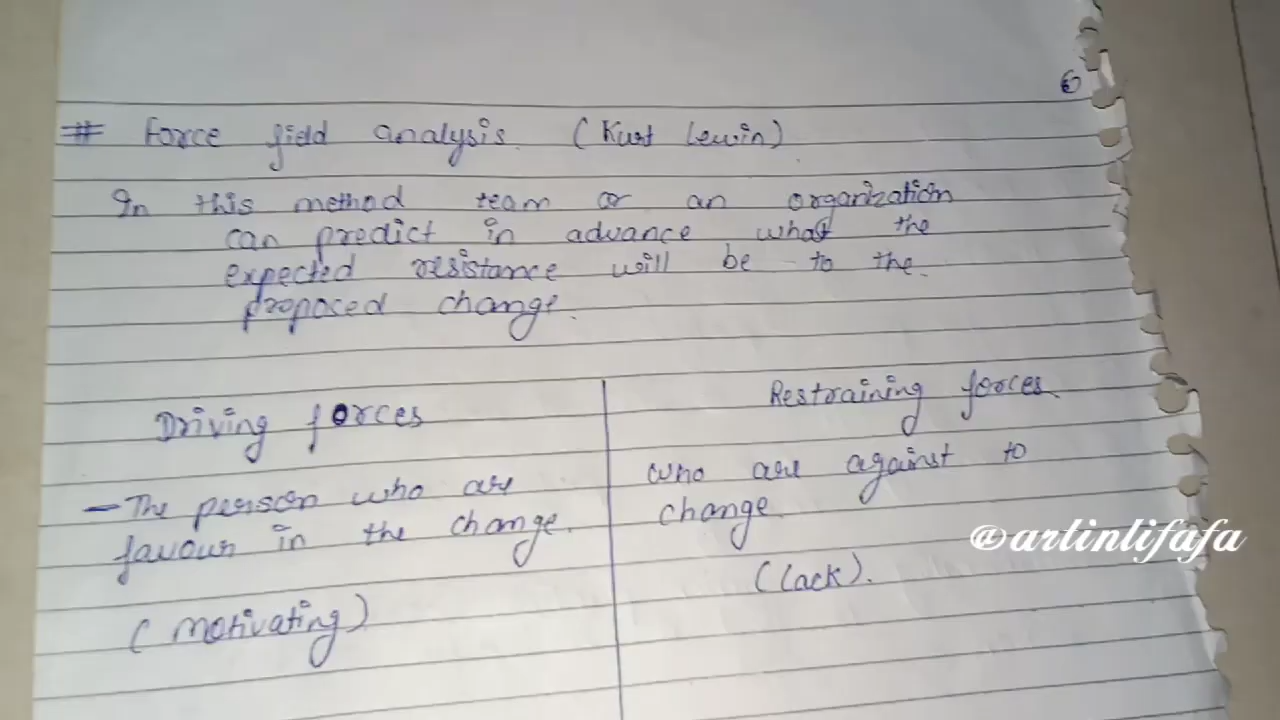 6
# Force field analysis. (Kurt Lewin)
In this method team or an organization
can predict in advance what the
expected resistance will be to the
proposed change.
Driving forces
- The person who are
favour in the change.
(Motivating)
Restraining forces
who are against to
change
(lack).
@artinlifafa